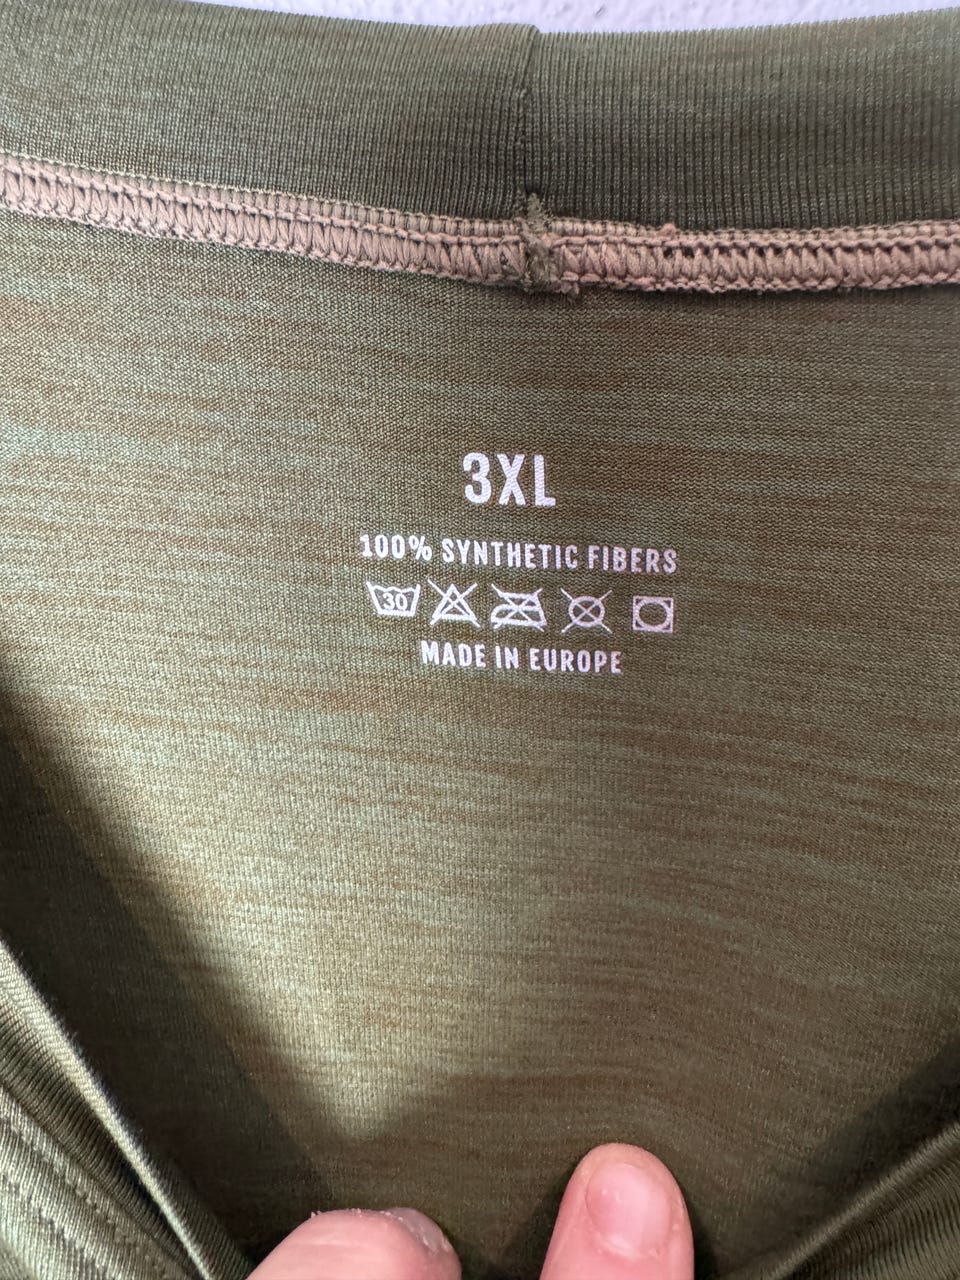 3XL
100% SYNTHETIC FIBERS
30
MADE IN EUROPE